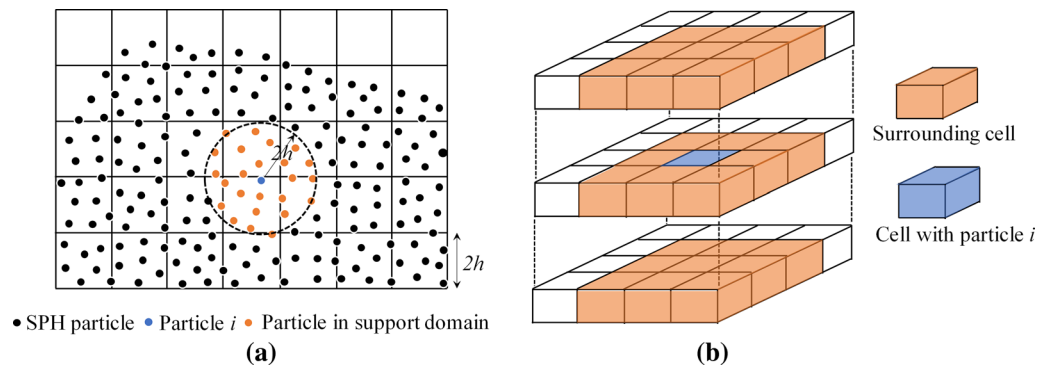 2h
2h
SPH particle Particle i Particle in support domain
(a)
Surrounding cell
Cell with particle i
(b)